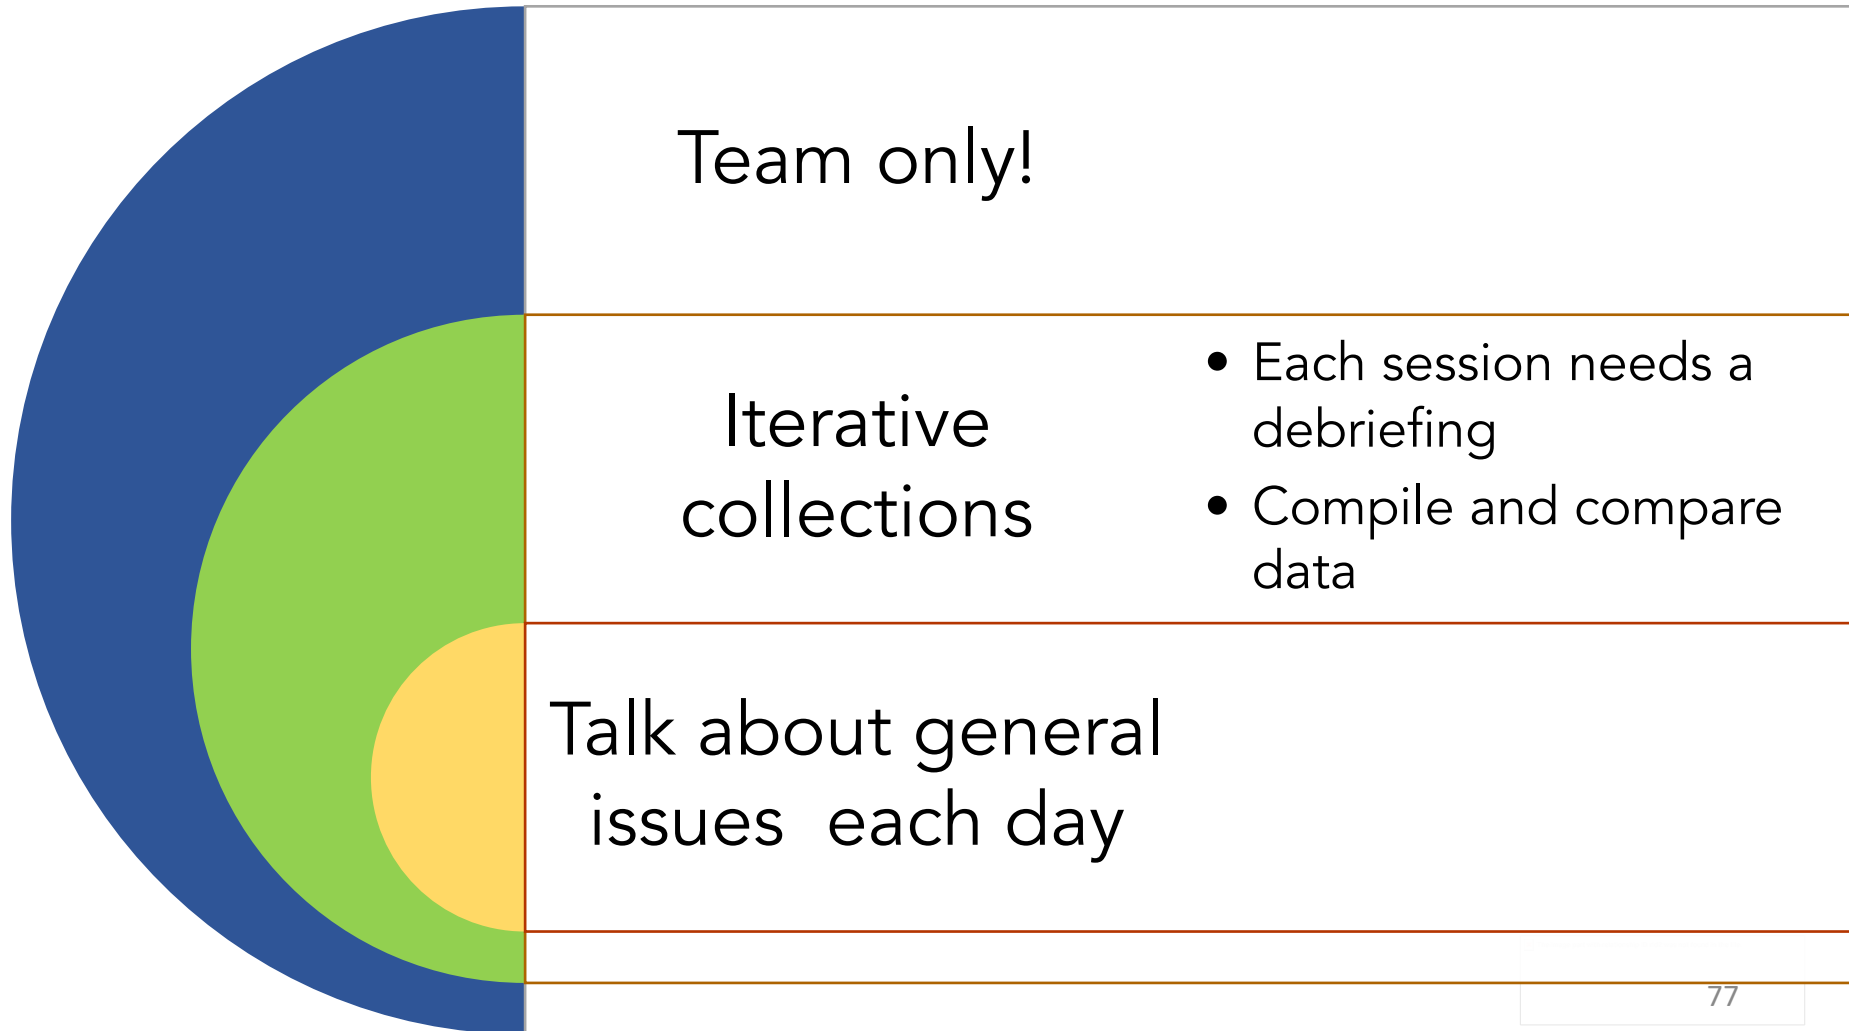 Team only!
Iterative
collections
• Each session needs a
debriefing
• Compile and compare
data
Talk about general
issues  each day
77